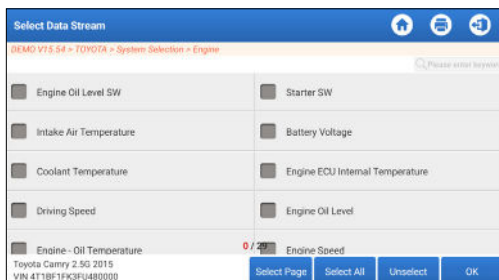 Select Data Stream
DEMO V15.54 > TOYOTA > System Selection > Engine
Please enter keyword
Engine Oil Level SW
Starter SW
Intake Air Temperature
Battery Voltage
Coolant Temperature
Engine ECU Internal Temperature
Driving Speed
Engine Oil Level
Engine - Oil Temperature
0 / 29
Engine Speed
Toyota Camry 2.5G 2015
VIN 4T1BF1FK3FU480000
Select Page
Select All
Unselect
OK